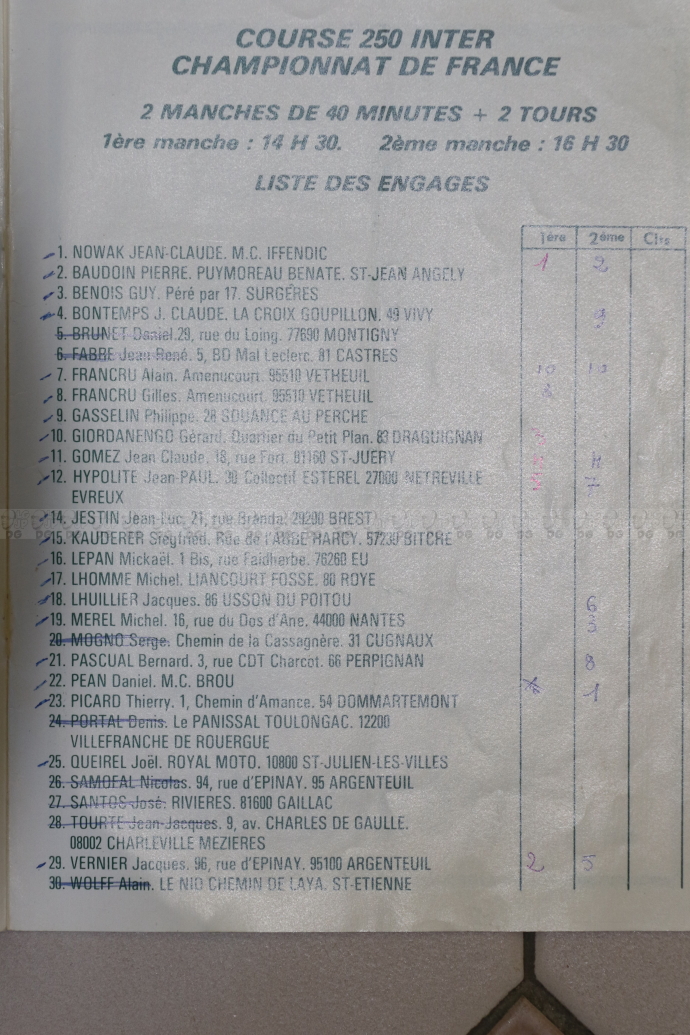 COURSE 250 INTER
CHAMPIONNAT DE FRANCE
2 MANCHES DE 40 MINUTES + 2 TOURS
1ère manche : 14 H 30. 2ème manche : 16 H 30
LISTE DES ENGAGES
1ère 2ème Clts
1. NOWAK JEAN-CLAUDE. M.C. IFFENDIC 1 2
2. BAUDOIN PIERRE. PUYMOREAU BENATE. ST-JEAN ANGELY
3. BENOIS GUY. Péré par 17. SURGÈRES
4. BONTEMPS J. CLAUDE. LA CROIX GOUPILLON. 49 VIVY 9
5. BRUNET Daniel.29, rue du Loing. 77690 MONTIGNY
6. FABRE Jean René. 5, BD Mal Leclerc. 81 CASTRES
7. FRANCRU Alain. Amenucourt. 95510 VETHEUIL 10 10
8. FRANCRU Gilles. Amenucourt. 95510 VETHEUIL
9. GASSELIN Philippe. 28 SOUANCE AU PERCHE
10. GIORDANENGO Gérard. Quartier du Petit Plan. 83 DRAGUIGNAN
11. GOMEZ Jean Claude. 18, rue Fort. 81160 ST-JUERY
12. HYPOLITE Jean-PAUL. 30 Collectif ESTEREL 27000 NETREVILLE 7
EVREUX
14. JESTIN Jean-Luc. 21, rue Brandal 29200 BREST
15. KAUDERER Siegfried. Rue de l'AUBE HARDY. 57230 BITCHE
16. LEPAN Mickaël. 1 Bis, rue Faidherbe. 76260 EU
17. LHOMME Michel. LIANCOURT FOSSE. 80 ROYE
18. LHUILLIER Jacques. 86 USSON DU POITOU 6
19. MEREL Michel. 16, rue du Dos d'Ane. 44000 NANTES 3
20. MOGNO Serge. Chemin de la Cassagnère. 31 CUGNAUX
21. PASCUAL Bernard. 3, rue CDT Charcot. 66 PERPIGNAN 8
22. PEAN Daniel. M.C. BROU
23. PICARD Thierry. 1, Chemin d'Amance. 54 DOMMARTEMONT 1
24. PORTAL Denis. Le PANISSAL TOULONGAC. 12200
VILLEFRANCHE DE ROUERGUE
25. QUEIREL Joël. ROYAL MOTO. 10800 ST-JULIEN-LES-VILLES
26. SAMOFAL Nicolas. 94, rue d'EPINAY. 95 ARGENTEUIL
27. SANTOS José. RIVIERES. 81600 GAILLAC
28. TOURTE Jean-Jacques. 9, av. CHARLES DE GAULLE.
08002 CHARLEVILLE MEZIERES
29. VERNIER Jacques. 96, rue d'EPINAY. 95100 ARGENTEUIL 2 5
30. WOLFF Alain. LE NID CHEMIN DE LAYA. ST-ETIENNE